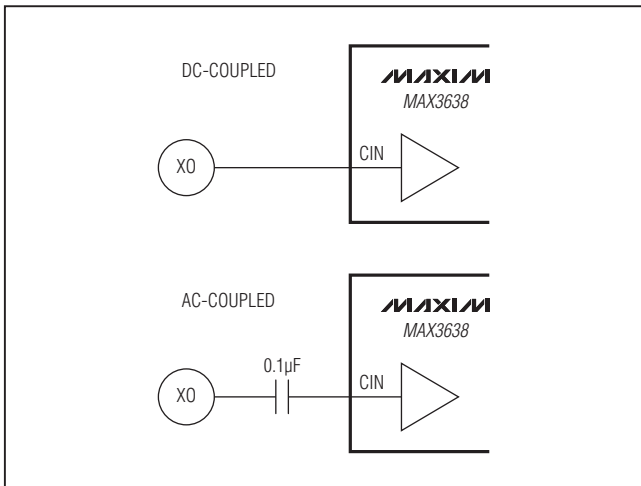 DC-COUPLED
MAXIM
MAX3638
XO
CIN
AC-COUPLED
MAXIM
MAX3638
0.1µF
XO
CIN